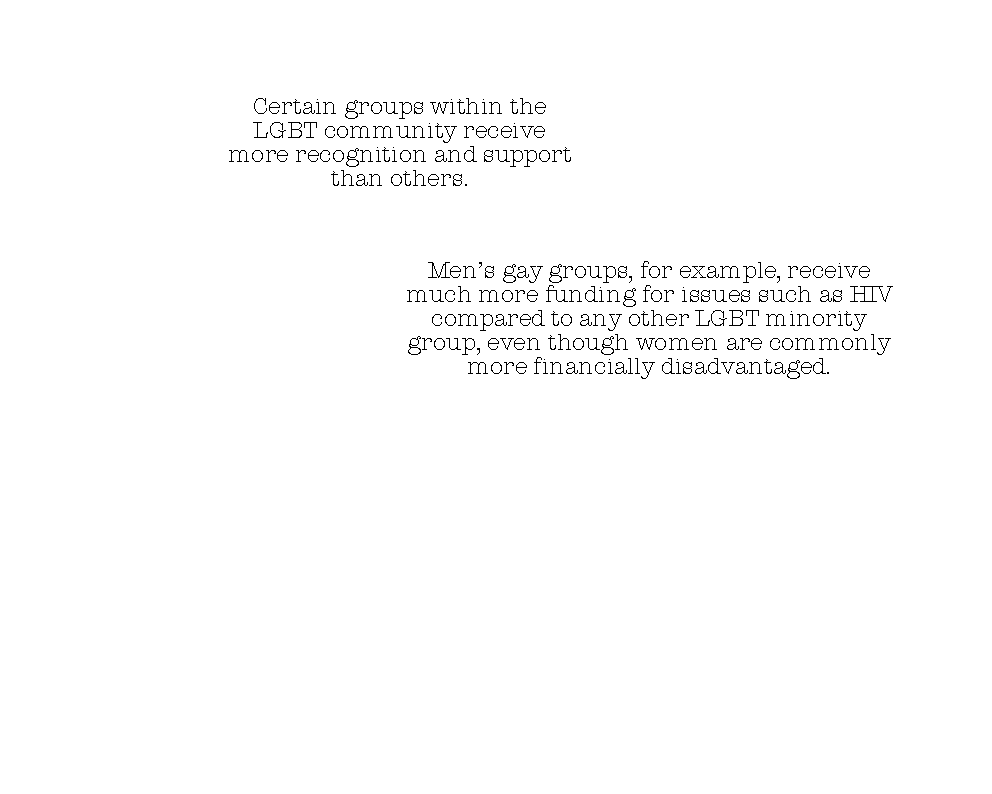 Certain groups within the
LGBT community receive
more recognition and support
than others.
Men’s gay groups, for example, receive
much more funding for issues such as HIV
compared to any other LGBT minority
group, even though women are commonly
more financially disadvantaged.